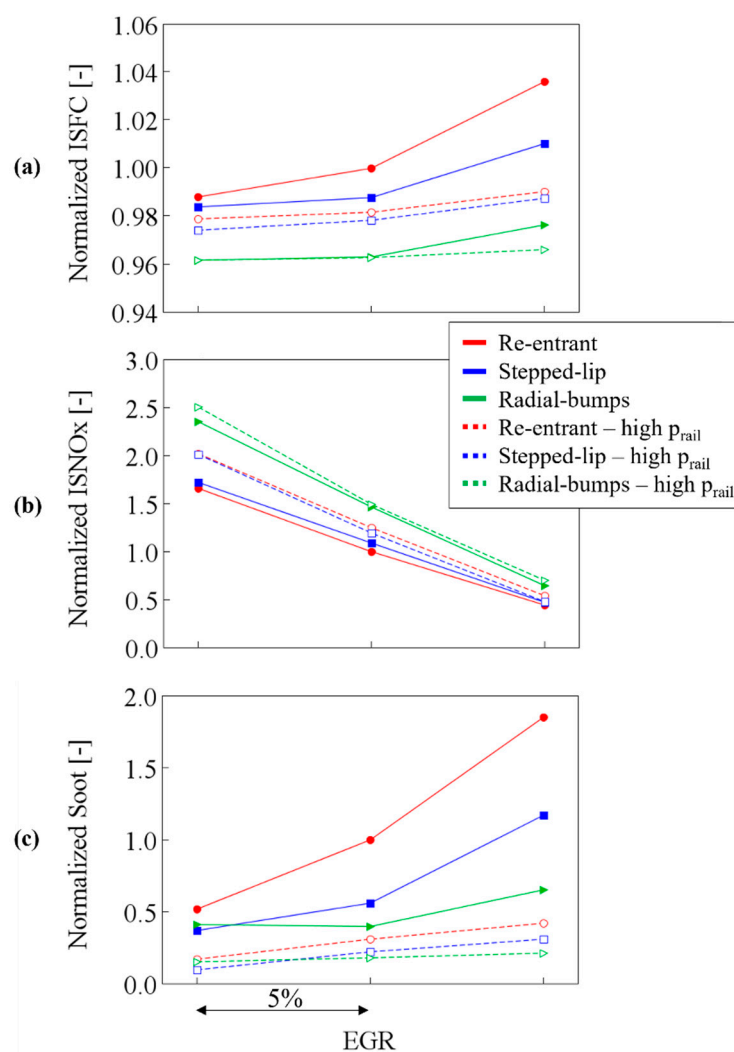 (a)
Normalized ISFC [-]
1.06
1.04
1.02
1.00
0.98
0.96
0.94
(b)
Normalized ISNOx [-]
3.0
2.5
2.0
1.5
1.0
0.5
0.0
Re-entrant
Stepped-lip
Radial-bumps
Re-entrant – high p_rail
Stepped-lip – high p_rail
Radial-bumps – high p_rail
(c)
Normalized Soot [-]
2.0
1.5
1.0
0.5
0.0
5%
EGR